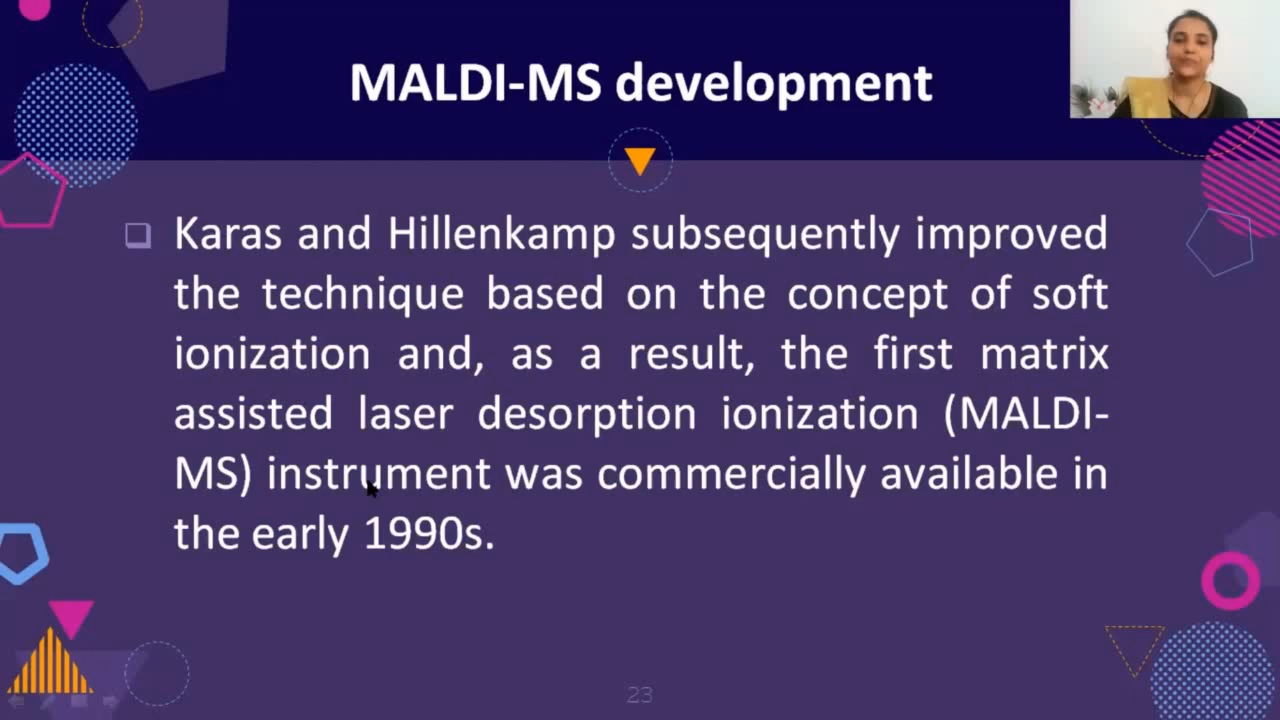 MALDI-MS development
Karas and Hillenkamp subsequently improved
the technique based on the concept of soft
ionization and, as a result, the first matrix
assisted laser desorption ionization (MALDI-
MS) instrument was commercially available in
the early 1990s.
23